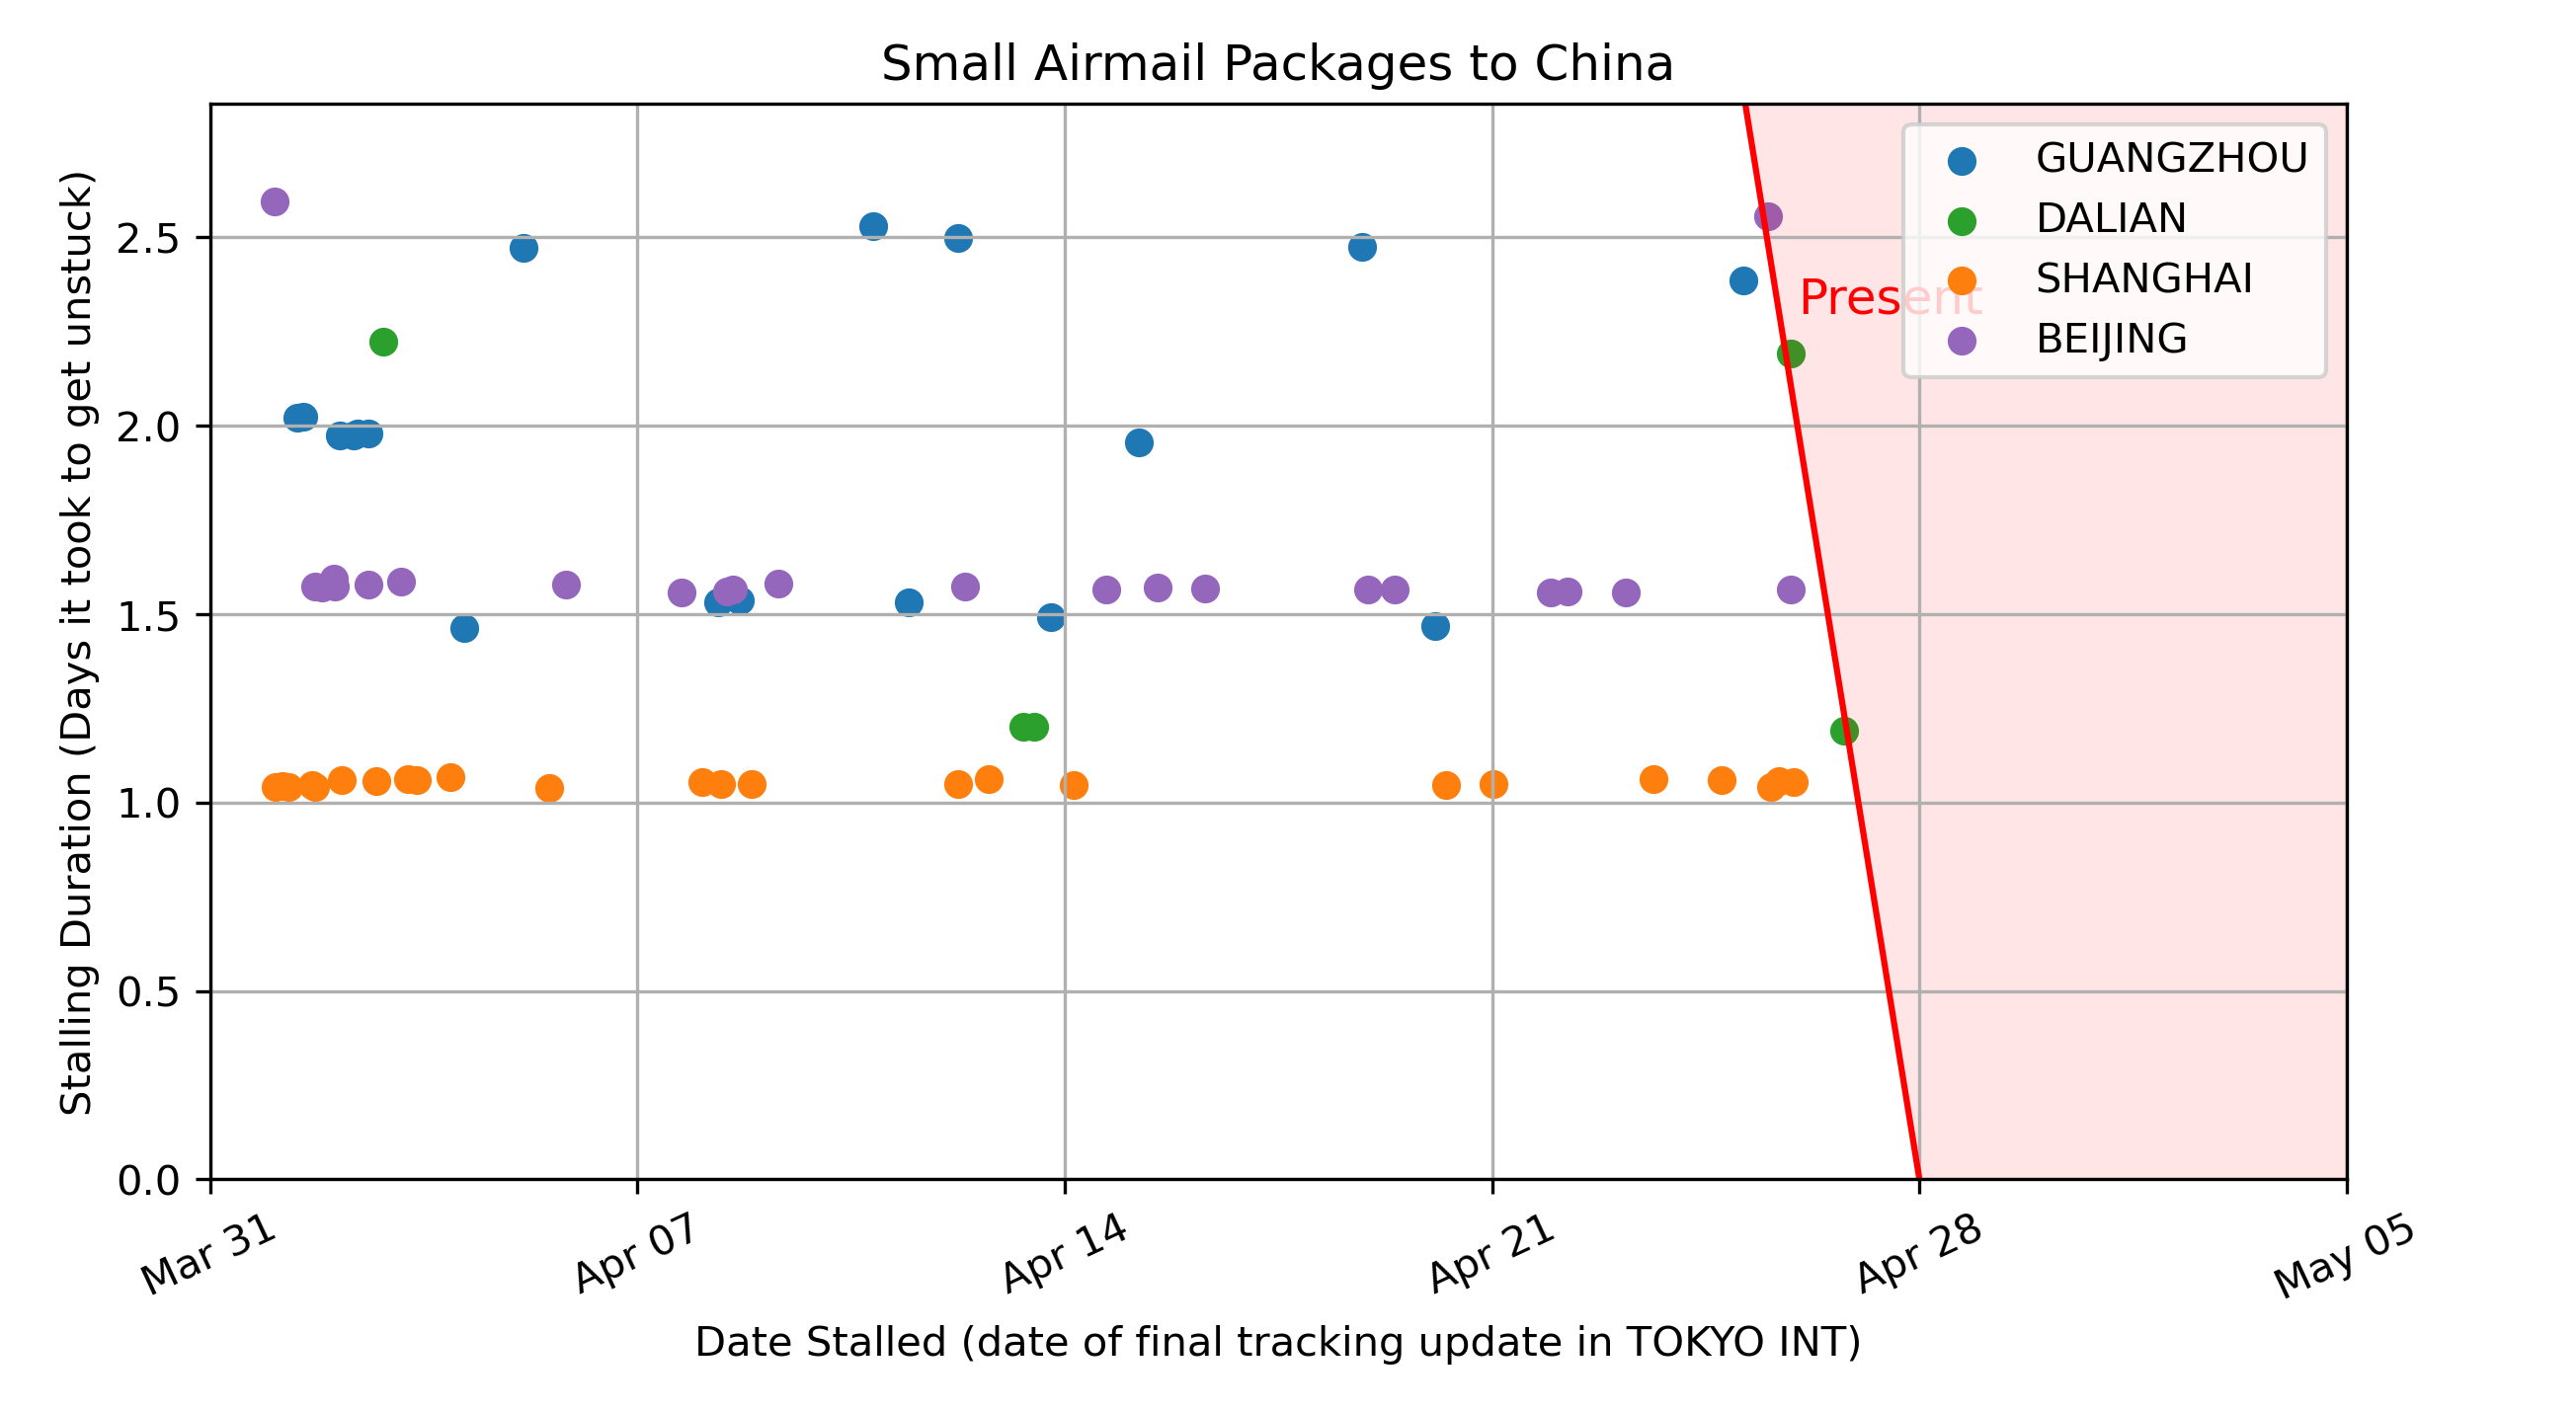 Small Airmail Packages to China
Stalling Duration (Days it took to get unstuck)
2.5
2.0
1.5
1.0
0.5
0.0
GUANGZHOU
DALIAN
SHANGHAI
BEIJING
Present
Mar 31
Apr 07
Apr 14
Apr 21
Apr 28
May 05
Date Stalled (date of final tracking update in TOKYO INT)